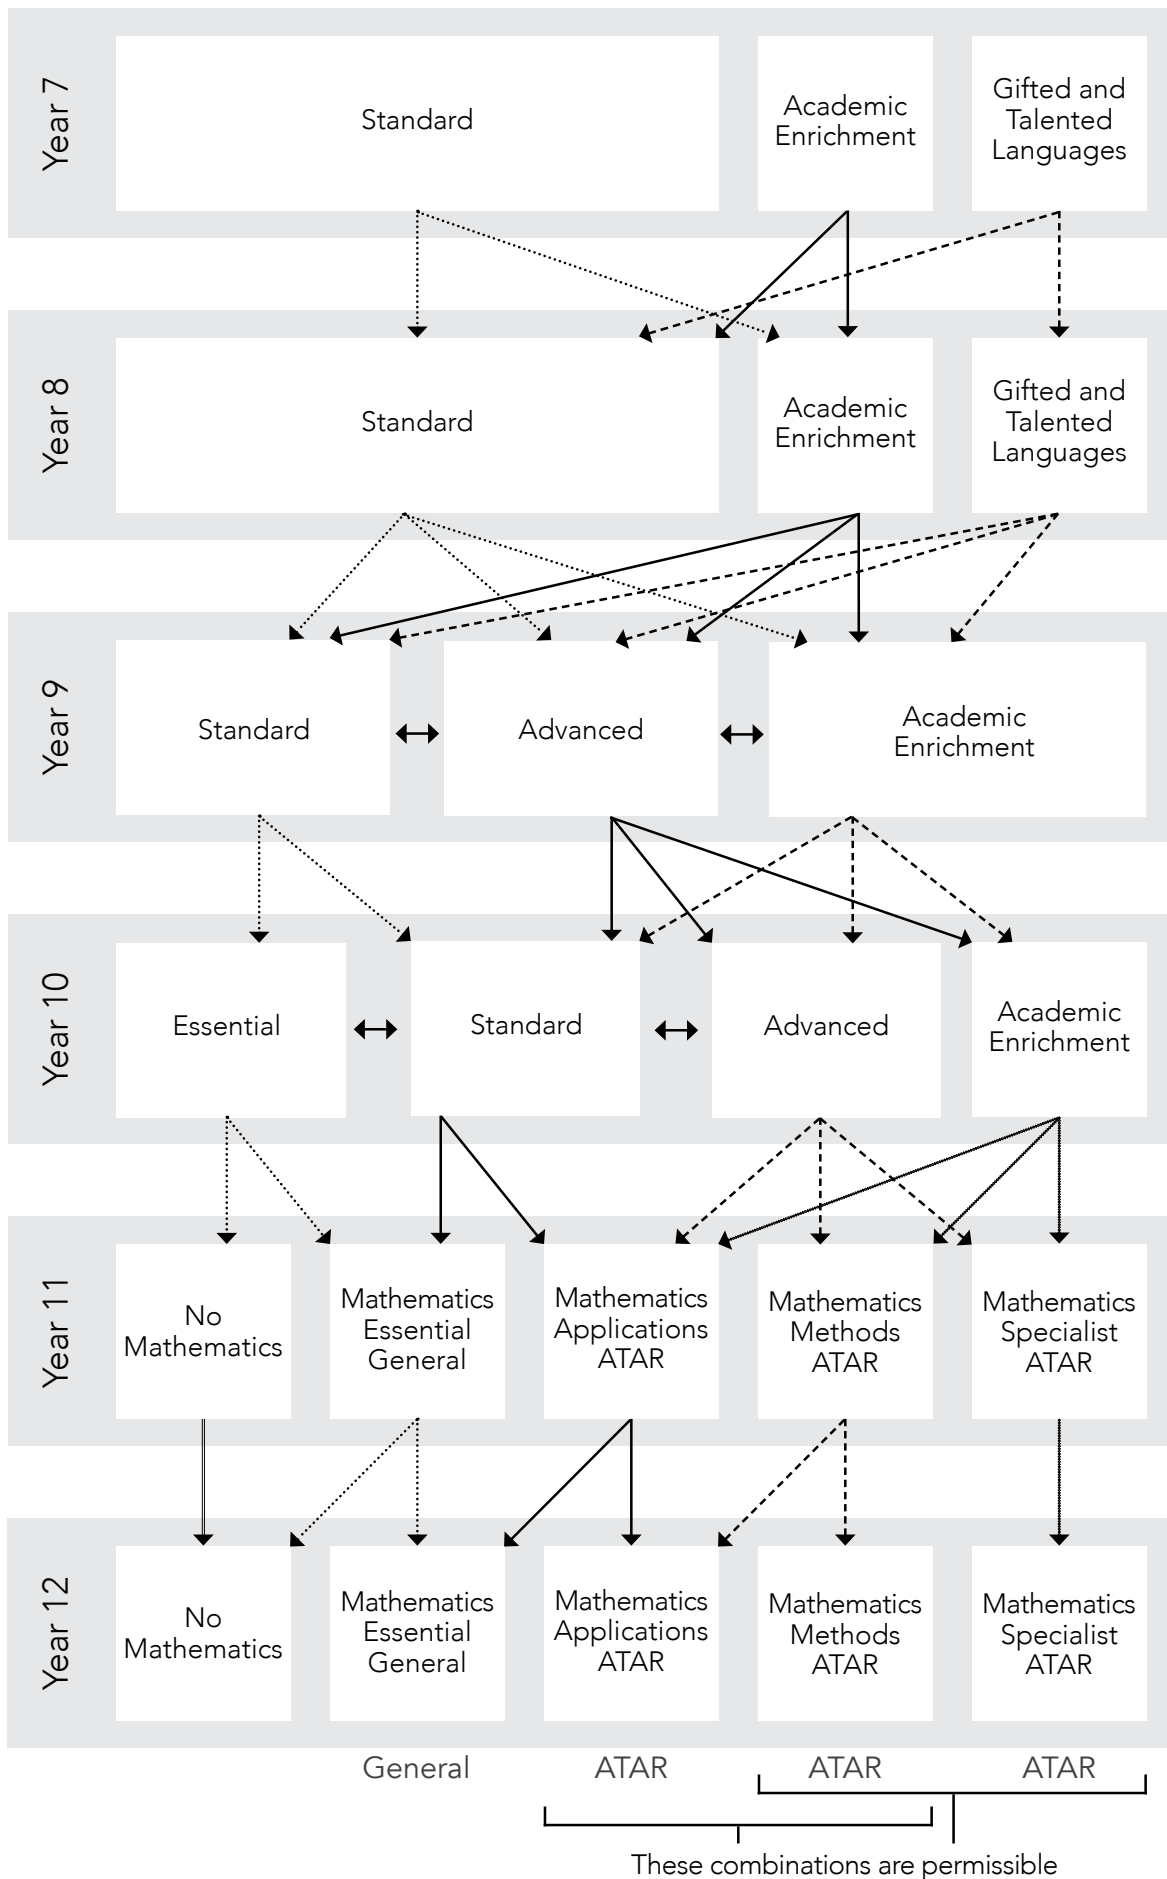 Year 7
Standard
Academic
Enrichment
Gifted and
Talented
Languages
Year 8
Standard
Academic
Enrichment
Gifted and
Talented
Languages
Year 9
Standard
Advanced
Academic
Enrichment
Year 10
Essential
Standard
Advanced
Academic
Enrichment
Year 11
No
Mathematics
Mathematics
Essential
General
Mathematics
Applications
ATAR
Mathematics
Methods
ATAR
Mathematics
Specialist
ATAR
Year 12
No
Mathematics
Mathematics
Essential
General
Mathematics
Applications
ATAR
Mathematics
Methods
ATAR
Mathematics
Specialist
ATAR
General
ATAR
ATAR
ATAR
These combinations are permissible